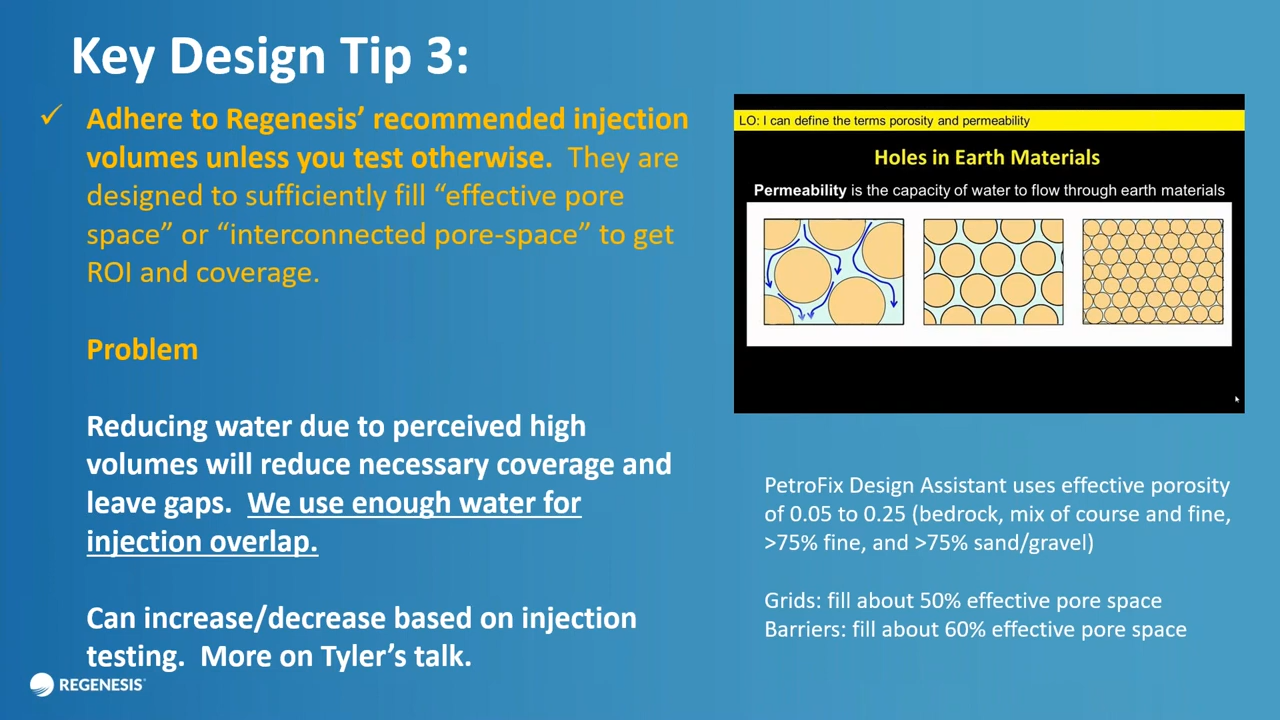 Key Design Tip 3:
✓ Adhere to Regenesis’ recommended injection
volumes unless you test otherwise. They are
designed to sufficiently fill “effective pore
space” or “interconnected pore-space” to get
ROI and coverage.
Problem
Reducing water due to perceived high
volumes will reduce necessary coverage and
leave gaps. We use enough water for
injection overlap.
Can increase/decrease based on injection
testing. More on Tyler’s talk.
REGENESIS
LO: I can define the terms porosity and permeability
Holes in Earth Materials
Permeability is the capacity of water to flow through earth materials
PetroFix Design Assistant uses effective porosity
of 0.05 to 0.25 (bedrock, mix of course and fine,
>75% fine, and >75% sand/gravel)
Grids: fill about 50% effective pore space
Barriers: fill about 60% effective pore space